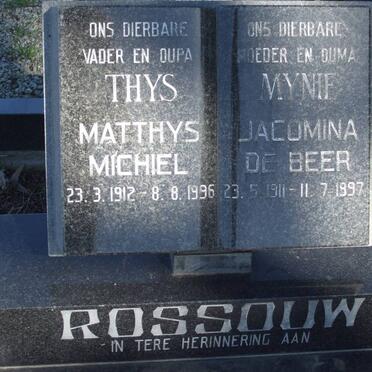 ONS DIERBARE
VADER EN OUPA
THYS
MATTHYS
MICHIEL
23.3.1912 - 8.8.1996
ONS DIERBARE
MOEDER EN OUMA
MYNIE
JACOMINA
DE BEER
23.5.1911 - 11.7.1997
ROSSOUW
IN TERE HERINNERING AAN